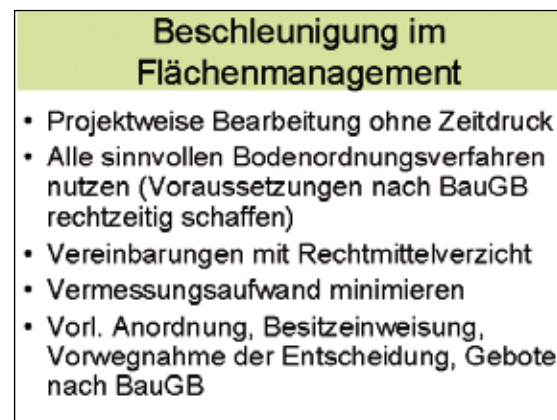 Beschleunigung im
Flächenmanagement
• Projektweise Bearbeitung ohne Zeitdruck
• Alle sinnvollen Bodenordnungsverfahren
nutzen (Voraussetzungen nach BauGB
rechtzeitig schaffen)
• Vereinbarungen mit Rechtmittelverzicht
• Vermessungsaufwand minimieren
• Vorl. Anordnung, Besitzeinweisung,
Vorwegnahme der Entscheidung, Gebote
nach BauGB